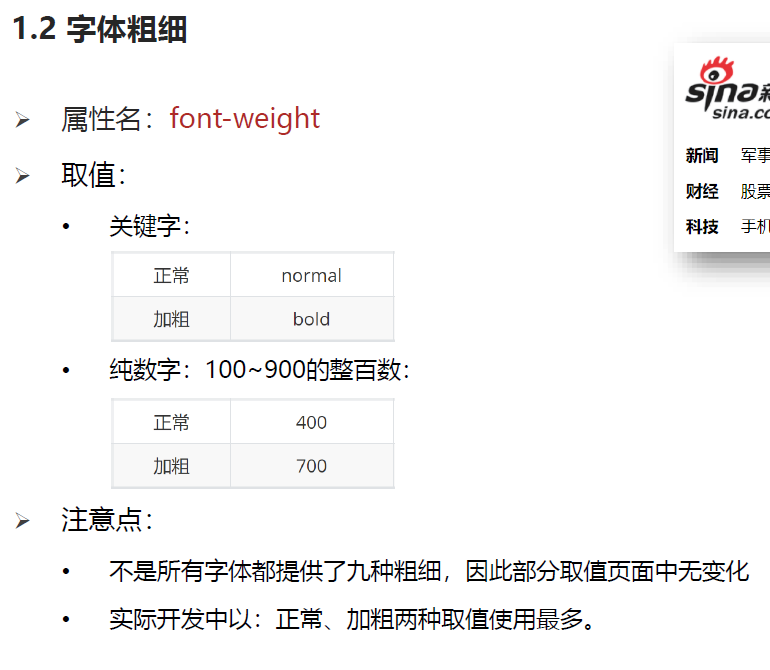 1.2 字体粗细
属性名：font-weight
取值：
关键字：
正常 normal
加粗 bold
纯数字：100~900的整百数：
正常 400
加粗 700
注意点：
不是所有字体都提供了九种粗细，因此部分取值页面中无变化
实际开发中以：正常、加粗两种取值使用最多。
sina新
sina.co
新闻 军事
财经 股票
科技 手机